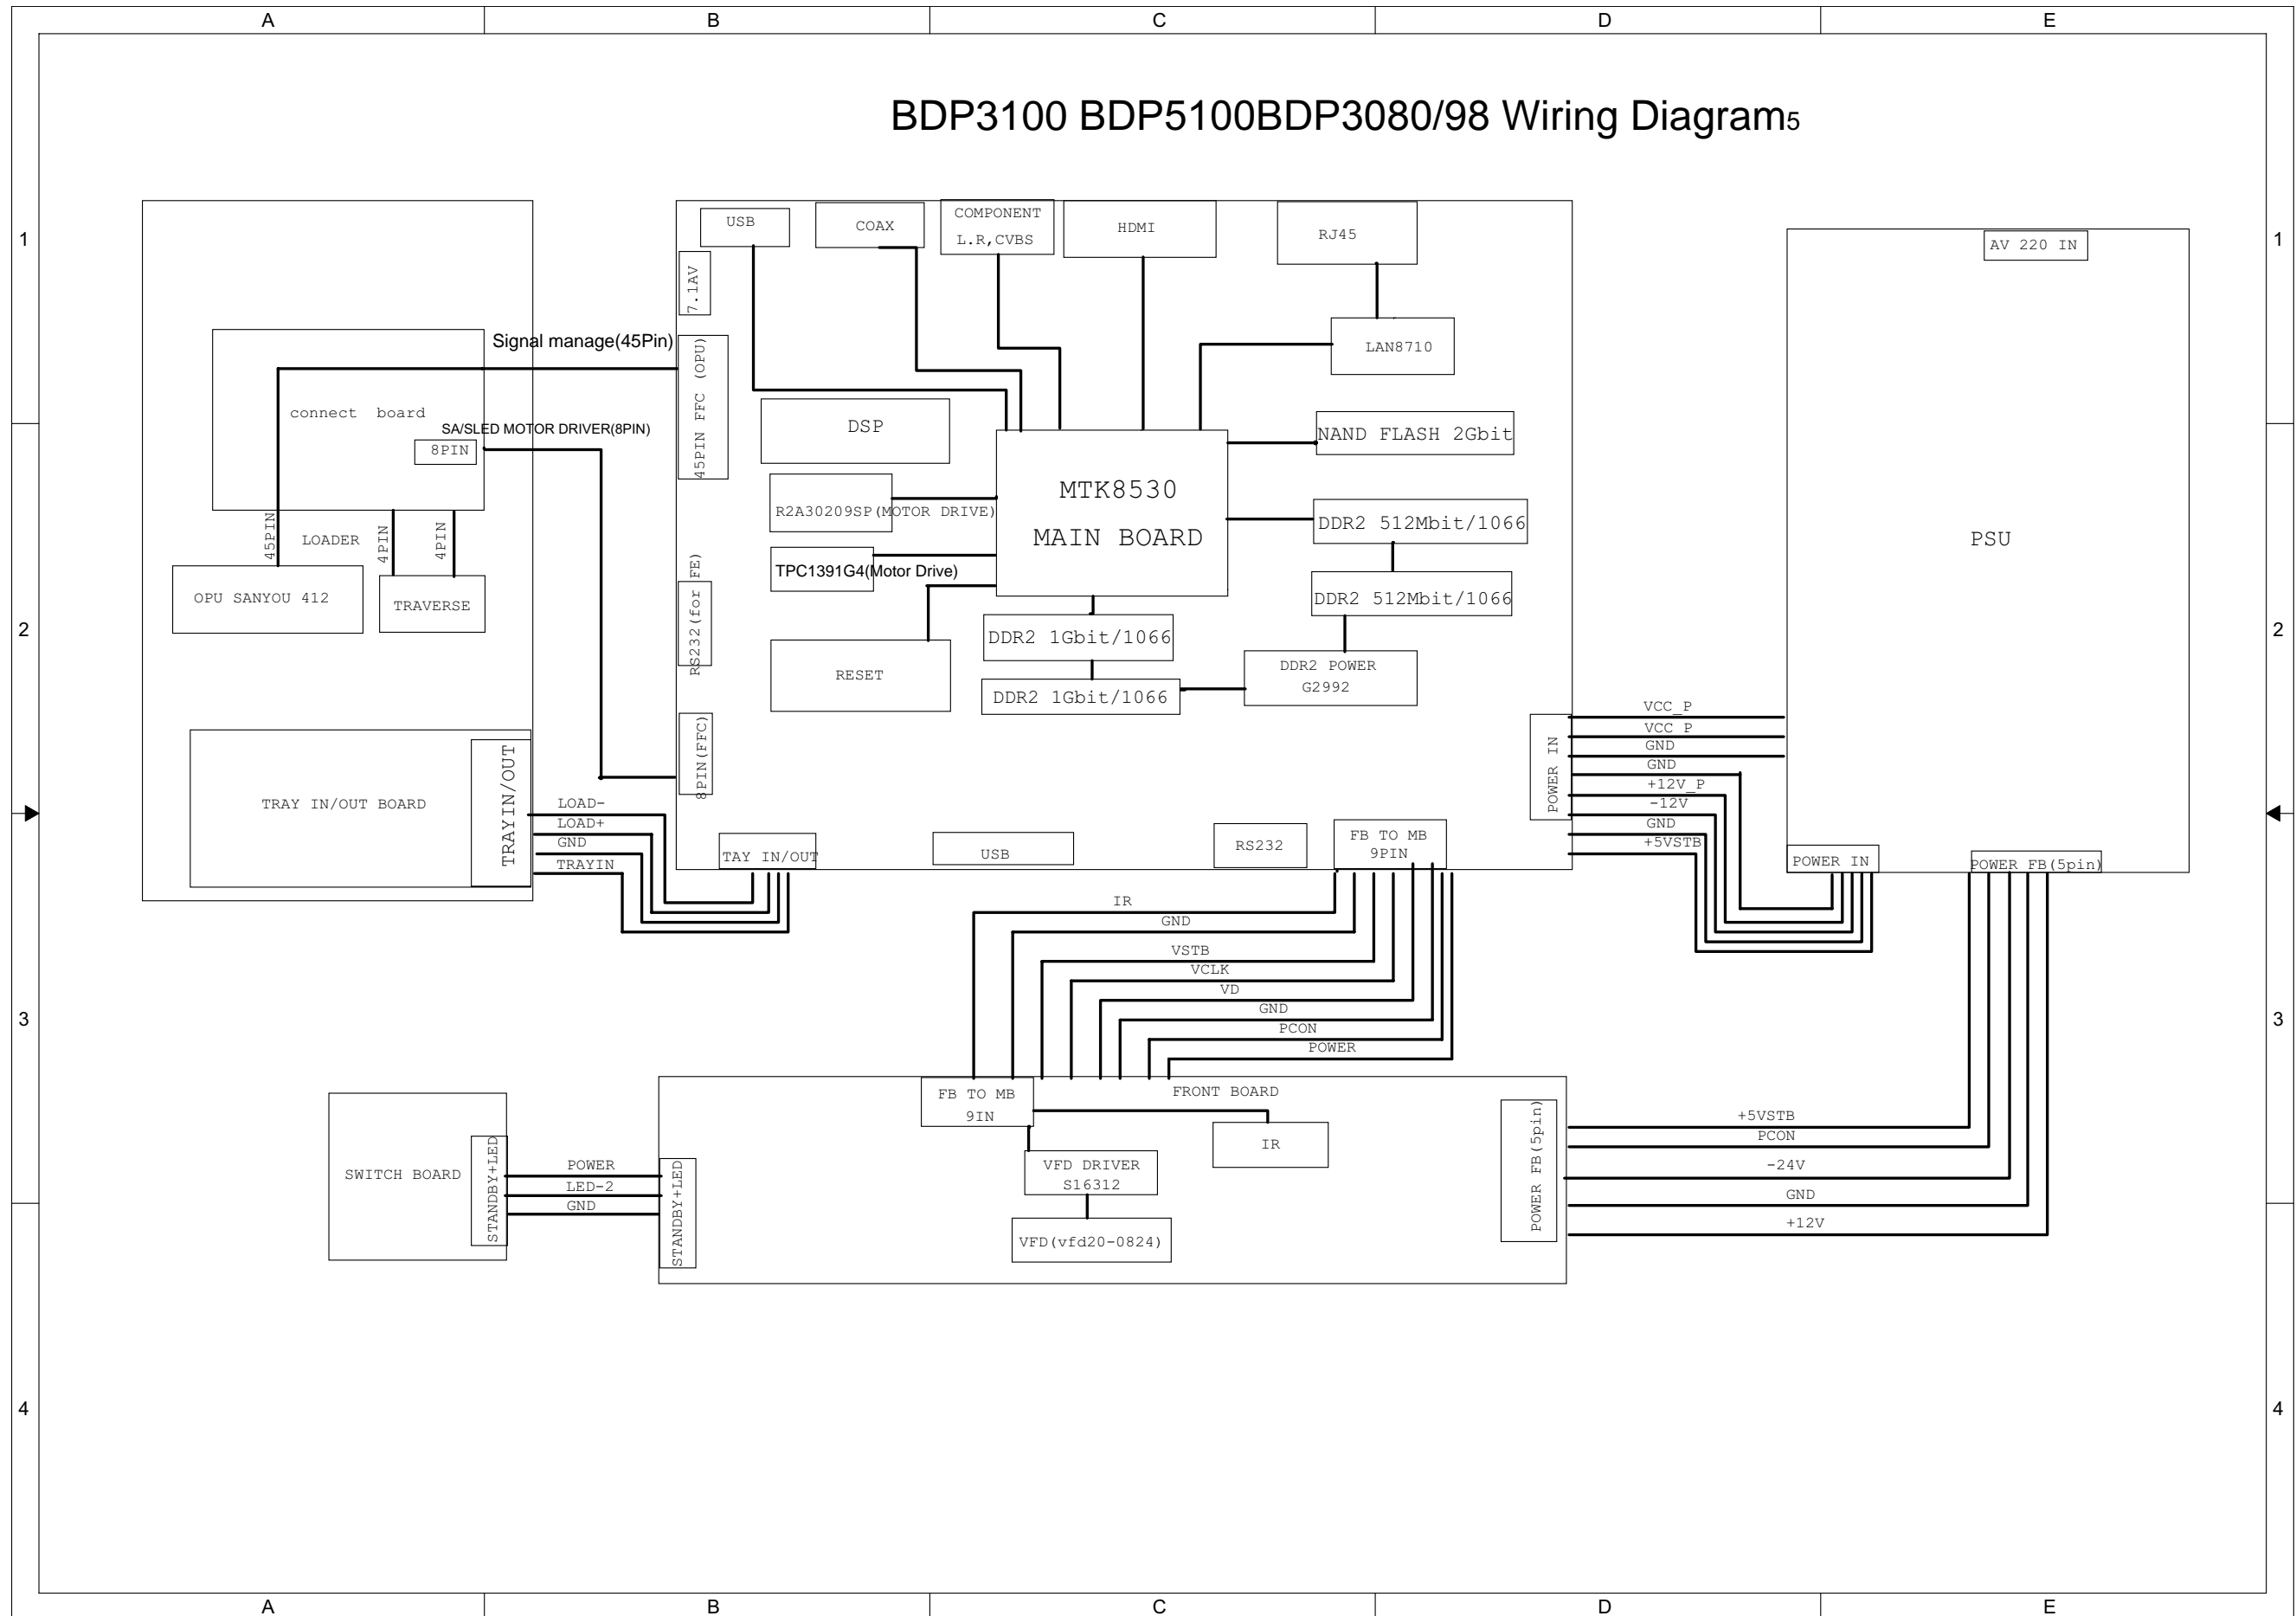 A B C D E
BDP3100 BDP5100BDP3080/98 Wiring Diagram5
1
1
USB
COAX
COMPONENT
L.R,CVBS
HDMI
RJ45
AV 220 IN
7.1AV
Signal manage(45Pin)
45PIN FFC (OPU)
LAN8710
connect board
SA/SLED MOTOR DRIVER(8PIN)
8PIN
DSP
NAND FLASH 2Gbit
MTK8530
MAIN BOARD
R2A30209SP(MOTOR DRIVE)
DDR2 512Mbit/1066
PSU
45PIN
LOADER
4PIN
4PIN
TPC1391G4(Motor Drive)
OPU SANYOU 412
TRAVERSE
RS232(for FE)
DDR2 512Mbit/1066
2
2
DDR2 1Gbit/1066
RESET
DDR2 POWER
G2992
DDR2 1Gbit/1066
8PIN(FFC)
POWER IN
VCC_P
VCC_P
GND
GND
+12V_P
-12V
GND
+5VSTB
TRAY IN/OUT BOARD
TRAYIN/OUT
LOAD-
LOAD+
GND
TRAYIN
TAY IN/OUT
USB
RS232
FB TO MB
9PIN
POWER IN
POWER FB(5pin)
IR
GND
VSTB
VCLK
VD
GND
PCON
POWER
3
3
FB TO MB
9IN
FRONT BOARD
IR
VFD DRIVER
S16312
VFD(vfd20-0824)
SWITCH BOARD
STANDBY+LED
POWER
LED-2
GND
STANDBY+LED
POWER FB(5pin)
+5VSTB
PCON
-24V
GND
+12V
4
4
A B C D E